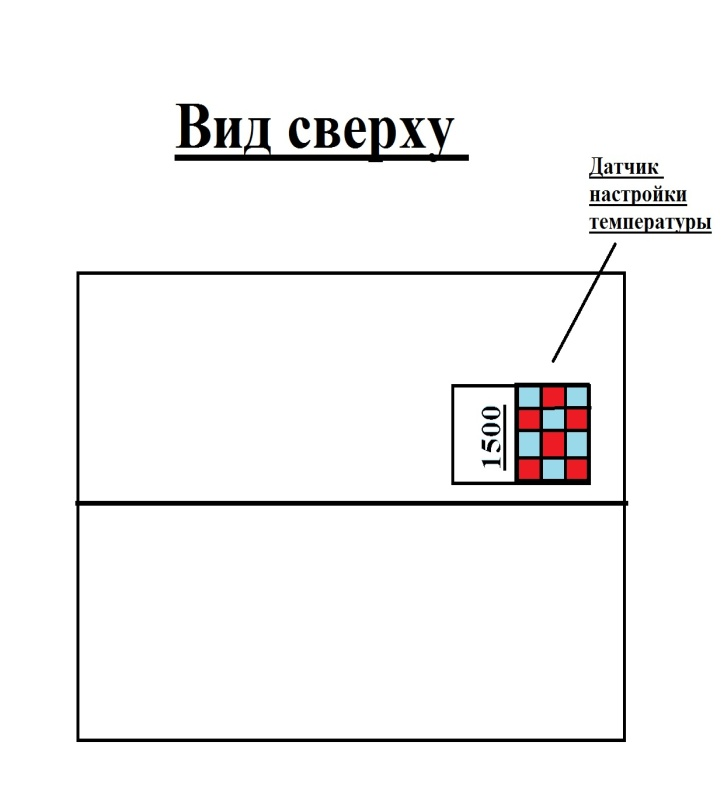 Вид сверху
Датчик
настройки
температуры
1500